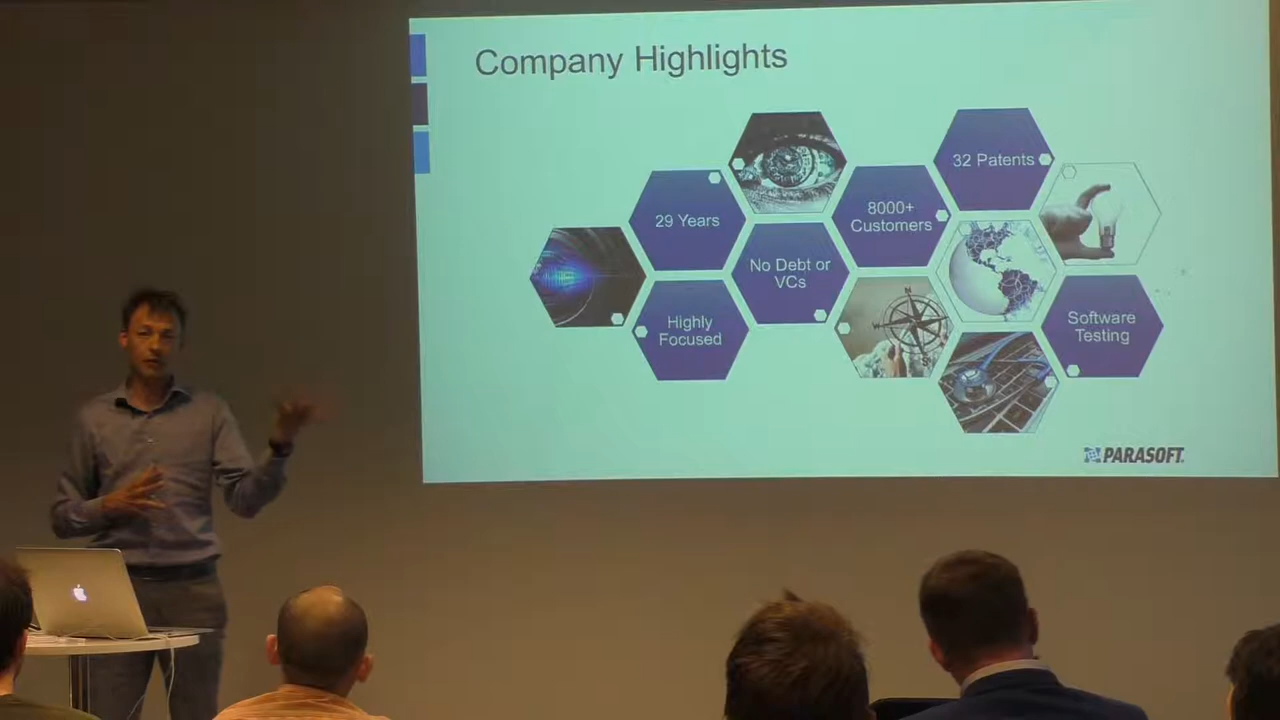 Company Highlights
32 Patents
29 Years
8000+
Customers
No Debt or
VCs
Highly
Focused
Software
Testing
N
S
PARASOFT